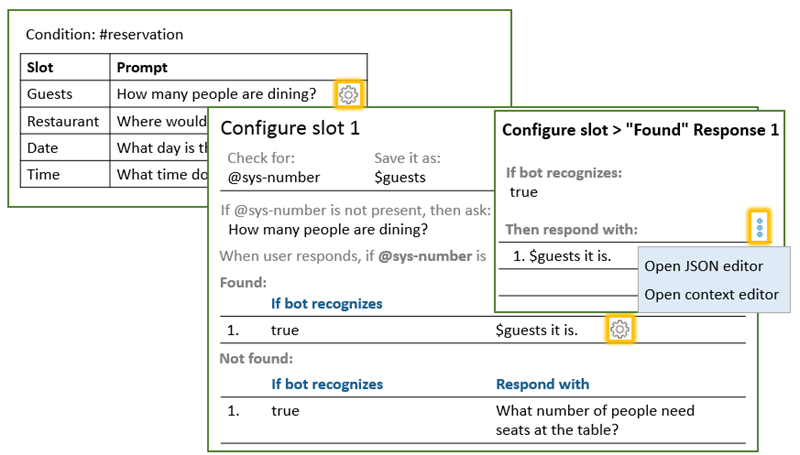 Condition: #reservation
Slot Prompt
Guests How many people are dining?
Restaurant Where would
Date What day is
Time What time do
Configure slot 1
Check for: Save it as:
@sys-number $guests
If @sys-number is not present, then ask:
How many people are dining?
When user responds, if @sys-number is
Found:
If bot recognizes
1. true $guests it is.
Not found:
If bot recognizes Respond with
1. true What number of people need
seats at the table?
Configure slot > "Found" Response 1
If bot recognizes:
true
Then respond with:
1. $guests it is.
Open JSON editor
Open context editor